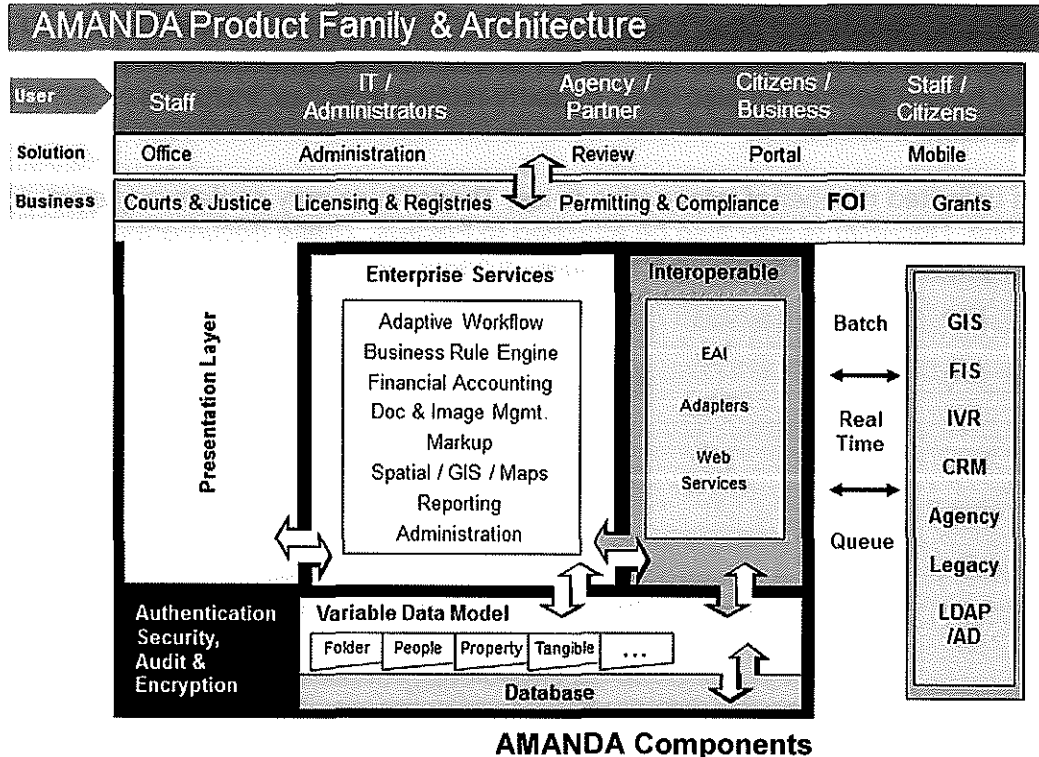 AMANDA Product Family & Architecture
User
Staff
IT /
Administrators
Agency /
Partner
Citizens /
Business
Staff /
Citizens
Solution
Office
Administration
Review
Portal
Mobile
Business
Courts & Justice
Licensing & Registries
Permitting & Compliance
FOI
Grants
Presentation Layer
Enterprise Services
Adaptive Workflow
Business Rule Engine
Financial Accounting
Doc & Image Mgmt.
Markup
Spatial / GIS / Maps
Reporting
Administration
Interoperable
EAI
Adapters
Web
Services
Batch
Real
Time
Queue
GIS
FIS
IVR
CRM
Agency
Legacy
LDAP
/AD
Authentication
Security,
Audit &
Encryption
Variable Data Model
Folder
People
Property
Tangible
...
Database
AMANDA Components